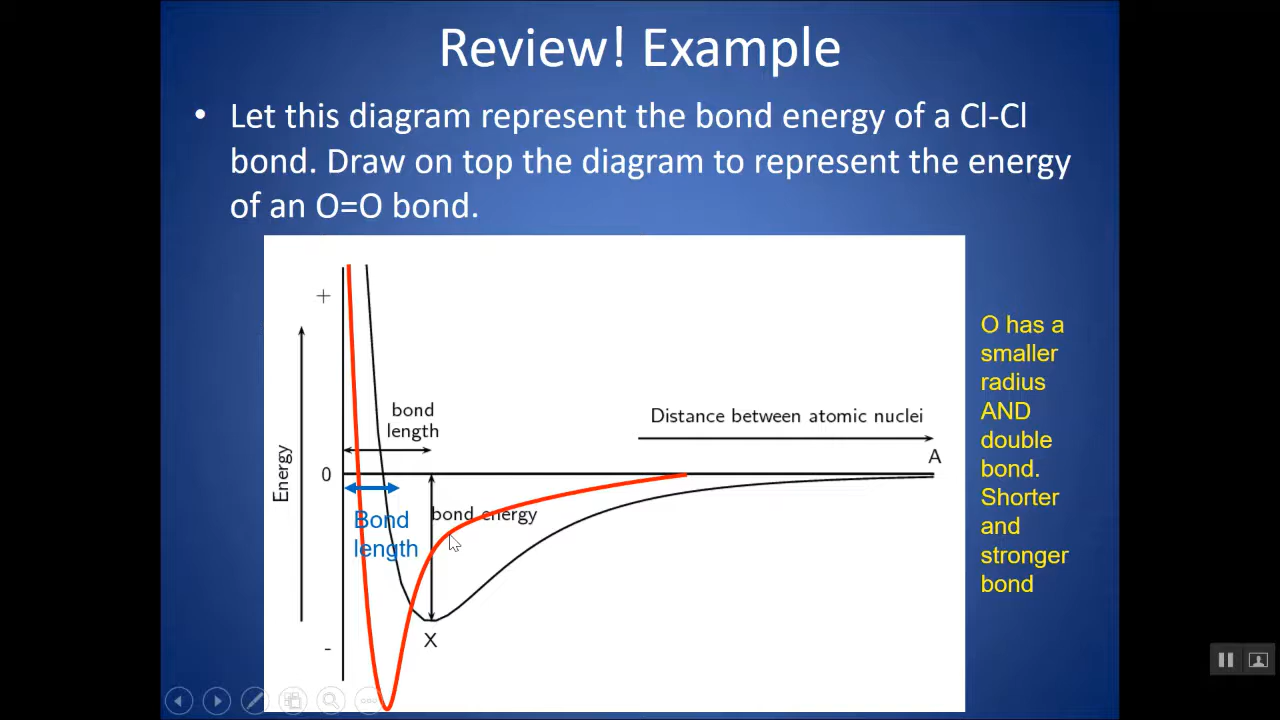 Review! Example
• Let this diagram represent the bond energy of a Cl-Cl
bond. Draw on top the diagram to represent the energy
of an O=O bond.
+
bond
length
Distance between atomic nuclei
A
Energy
0
bond energy
Bond
length
X
-
O has a
smaller
radius
AND
double
bond.
Shorter
and
stronger
bond